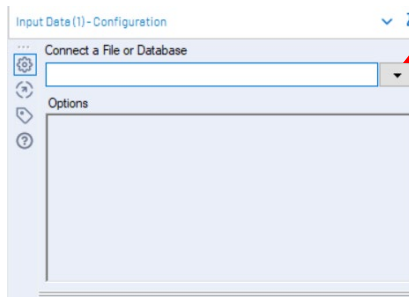 Input Data (1) - Configuration
Connect a File or Database
Options